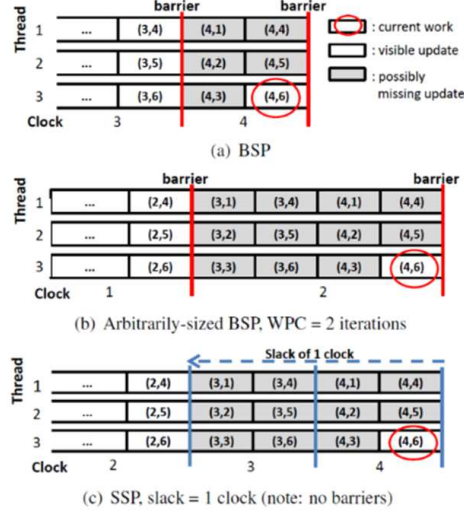 barrier barrier
Thread
1 ... (3,4) (4,1) (4,4)
2 ... (3,5) (4,2) (4,5)
3 ... (3,6) (4,3) (4,6)
Clock 3 4
: current work
: visible update
: possibly
missing update
(a) BSP
barrier barrier
Thread
1 ... (2,4) (3,1) (3,4) (4,1) (4,4)
2 ... (2,5) (3,2) (3,5) (4,2) (4,5)
3 ... (2,6) (3,3) (3,6) (4,3) (4,6)
Clock 1 2
(b) Arbitrarily-sized BSP, WPC = 2 iterations
Slack of 1 clock
Thread
1 ... (2,4) (3,1) (3,4) (4,1) (4,4)
2 ... (2,5) (3,2) (3,5) (4,2) (4,5)
3 ... (2,6) (3,3) (3,6) (4,3) (4,6)
Clock 2 3 4
(c) SSP, slack = 1 clock (note: no barriers)